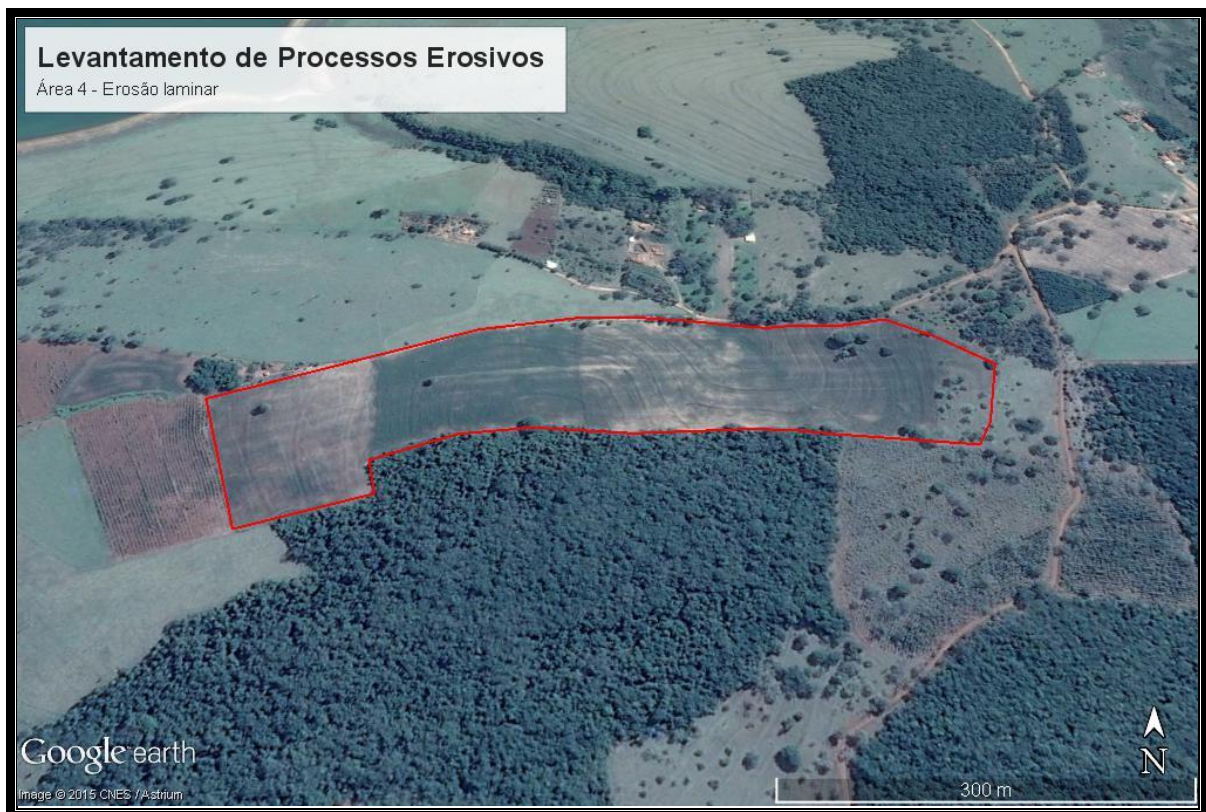 Levantamento de Processos Erosivos
Área 4 - Erosão laminar
Google earth
Image © 2015 CNES / Astrium
N
300 m